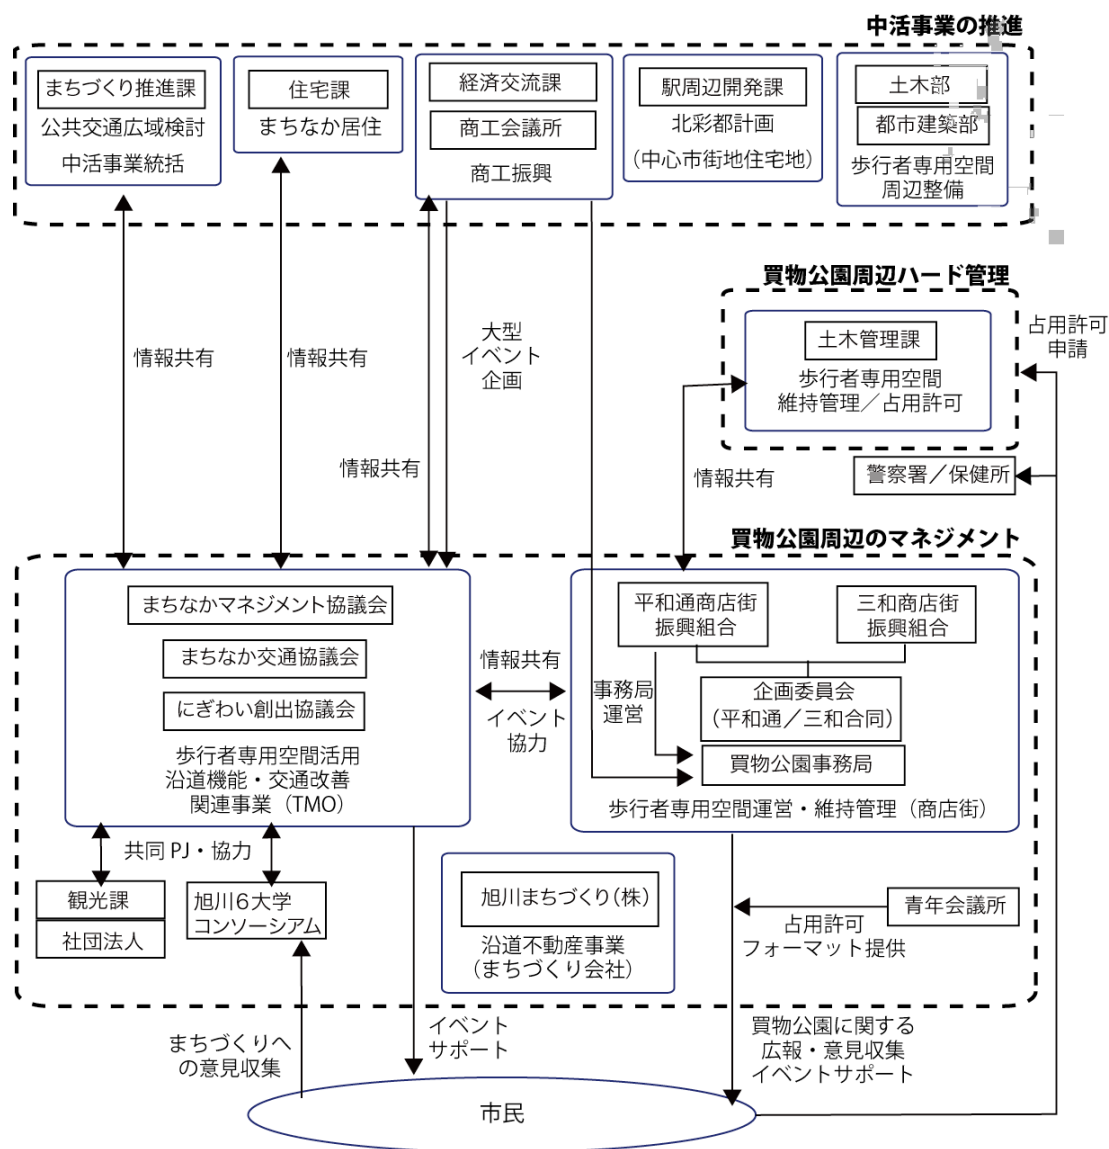 中活事業の推進
まちづくり推進課
公共交通広域検討
中活事業統括
住宅課
まちなか居住
経済交流課
商工会議所
商工振興
駅周辺開発課
北彩都計画
（中心市街地住宅地）
土木部
都市建築部
歩行者専用空間
周辺整備
買物公園周辺ハード管理
土木管理課
歩行者専用空間
維持管理／占用許可
占用許可
申請
情報共有
情報共有
大型
イベント
企画
情報共有
情報共有
警察署／保健所
買物公園周辺のマネジメント
まちなかマネジメント協議会
まちなか交通協議会
にぎわい創出協議会
歩行者専用空間活用
沿道機能・交通改善
関連事業（TMO）
情報共有
イベント
協力
平和通商店街
振興組合
三和商店街
振興組合
事務局
運営
企画委員会
（平和通／三和合同）
買物公園事務局
歩行者専用空間運営・維持管理（商店街）
共同 PJ・協力
観光課
社団法人
旭川６大学
コンソーシアム
旭川まちづくり（株）
沿道不動産事業
（まちづくり会社）
青年会議所
占用許可
フォーマット提供
まちづくりへ
の意見収集
イベント
サポート
買物公園に関する
広報・意見収集
イベントサポート
市民